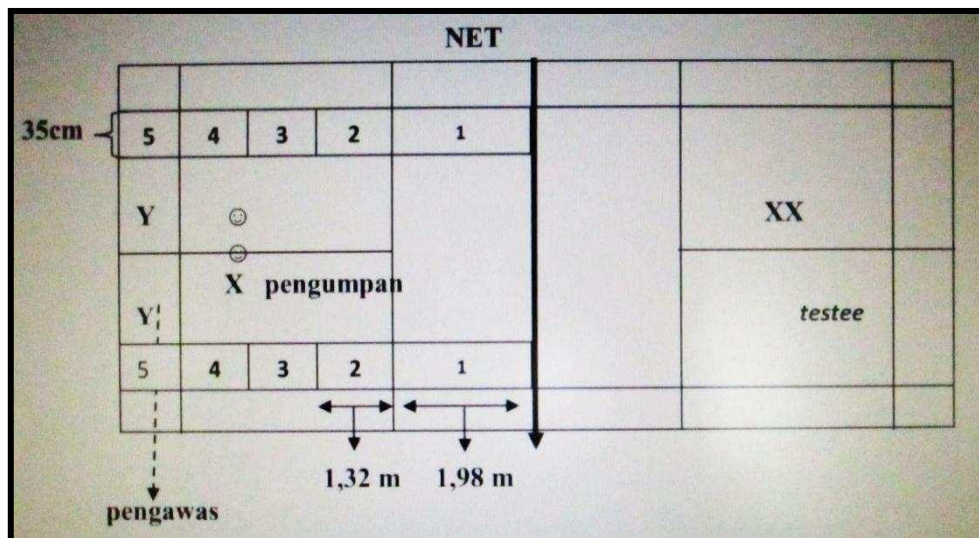 NET
35cm
5 4 3 2 1
Y
XX
X pengumpan
Y
testee
5 4 3 2 1
1,32 m 1,98 m
pengawas